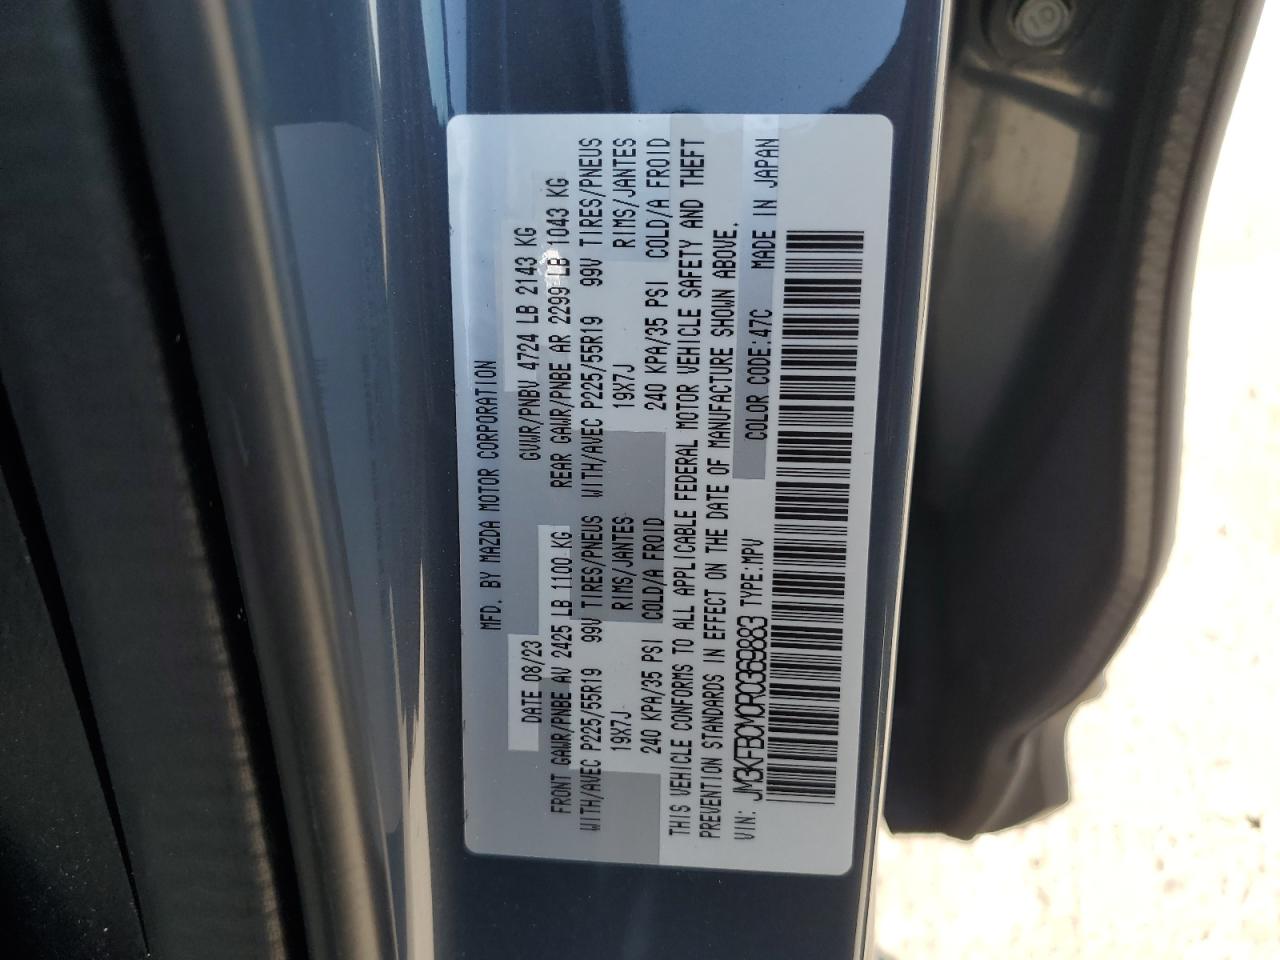 MFD. BY MAZDA MOTOR CORPORATION
DATE 08/23 GVWR/PNBV 4724 LB 2143 KG
FRONT GAWR/PNBE AV 2425 LB 1100 KG REAR GAWR/PNBE AR 2299 LB 1043 KG
WITH/AVEC P225/55R19 99V TIRES/PNEUS WITH/AVEC P225/55R19 99V TIRES/PNEUS
19X7J RIMS/JANTES 19X7J RIMS/JANTES
240 KPA/35 PSI COLD/A FROID 240 KPA/35 PSI COLD/A FROID
THIS VEHICLE CONFORMS TO ALL APPLICABLE FEDERAL MOTOR VEHICLE SAFETY AND THEFT
PREVENTION STANDARDS IN EFFECT ON THE DATE OF MANUFACTURE SHOWN ABOVE.
VIN: JM3KFBCM0R0369883 TYPE:MPV COLOR CODE:47C MADE IN JAPAN